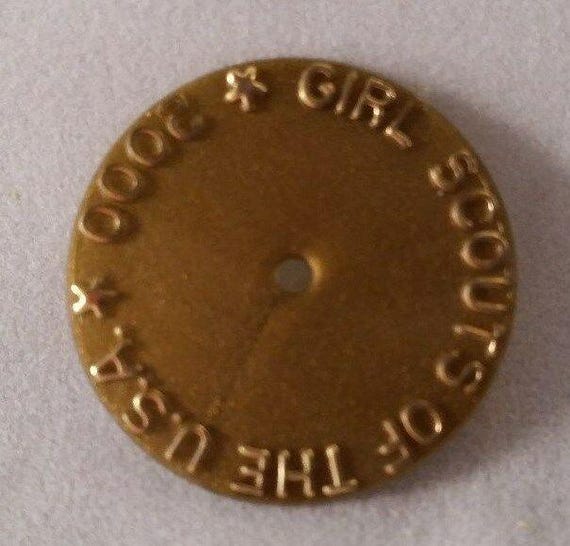 GIRL SCOUTS OF THE U.S.A. ★ 2000 ★